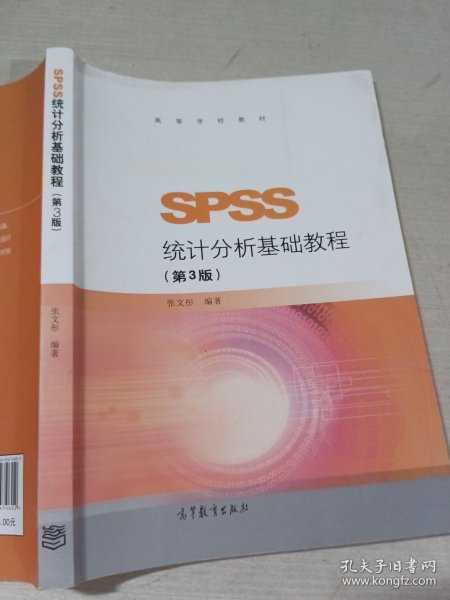 高等学校教材
SPSS
统计分析基础教程
(第3版)
张文彤 编著
高等教育出版社
SPSS统计分析基础教程(第3版)
张文彤 编著
.00元
孔夫子旧书网
www.kongfz.com